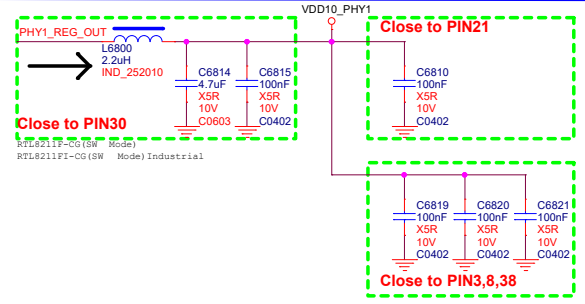 VDD10_PHY1
PHY1_REG_OUT
L6800
2.2uH
IND_252010
C6814
4.7uF
X5R
10V
C0603
C6815
100nF
X5R
10V
C0402
Close to PIN30
RTL8211F-CG(SW Mode)
RTL8211FI-CG(SW Mode)Industrial
Close to PIN21
C6810
100nF
X5R
10V
C0402
C6819
100nF
X5R
10V
C0402
C6820
100nF
X5R
10V
C0402
C6821
100nF
X5R
10V
C0402
Close to PIN3,8,38